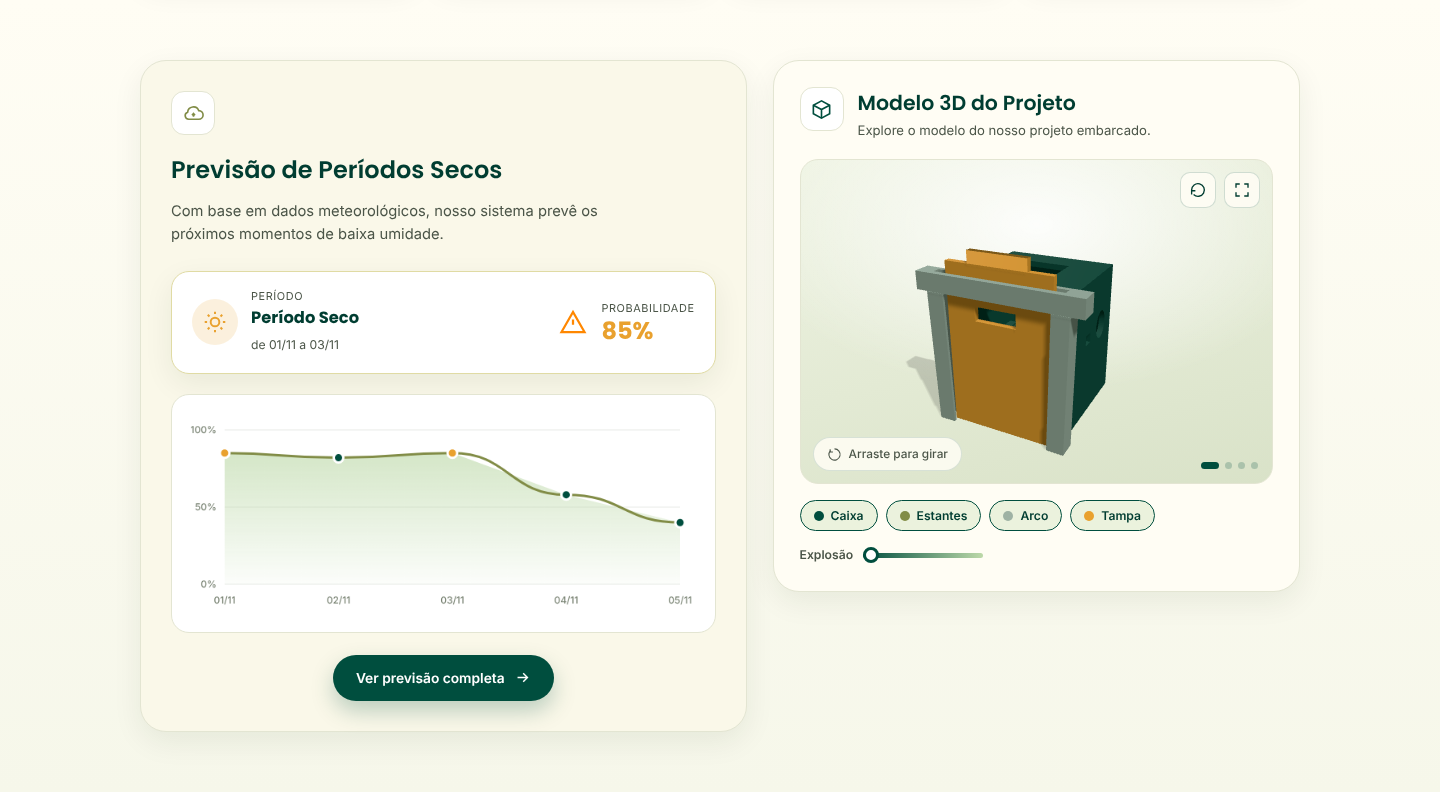 Previsão de Períodos Secos
Com base em dados meteorológicos, nosso sistema prevê os
próximos momentos de baixa umidade.
PERÍODO
Período Seco
de 01/11 a 03/11
PROBABILIDADE
85%
100%
50%
0%
01/11
02/11
03/11
04/11
05/11
Ver previsão completa
Modelo 3D do Projeto
Explore o modelo do nosso projeto embarcado.
Arraste para girar
Caixa
Estantes
Arco
Tampa
Explosão